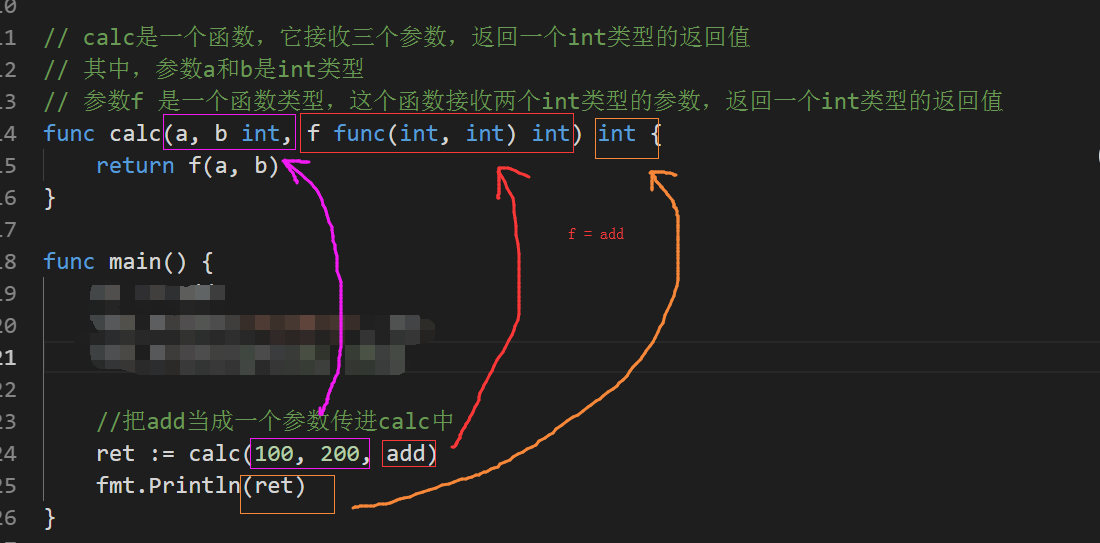 10
11 // calc是一个函数，它接收三个参数，返回一个int类型的返回值
12 // 其中，参数a和b是int类型
13 // 参数f 是一个函数类型，这个函数接收两个int类型的参数，返回一个int类型的返回值
14 func calc(a, b int, f func(int, int) int) int {
15 return f(a, b)
16 }
17
f = add
18 func main() {
19
20
21
22
23 //把add当成一个参数传进calc中
24 ret := calc(100, 200, add)
25 fmt.Println(ret)
26 }